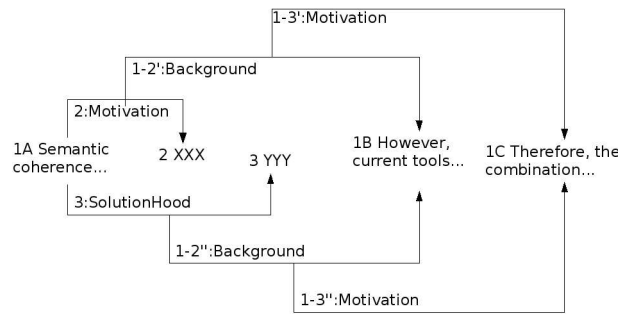 1-3':Motivation
1-2':Background
2:Motivation
1A Semantic
coherence...
2 XXX
3 YYY
1B However,
current tools...
1C Therefore, the
combination...
3:SolutionHood
1-2'':Background
1-3'':Motivation